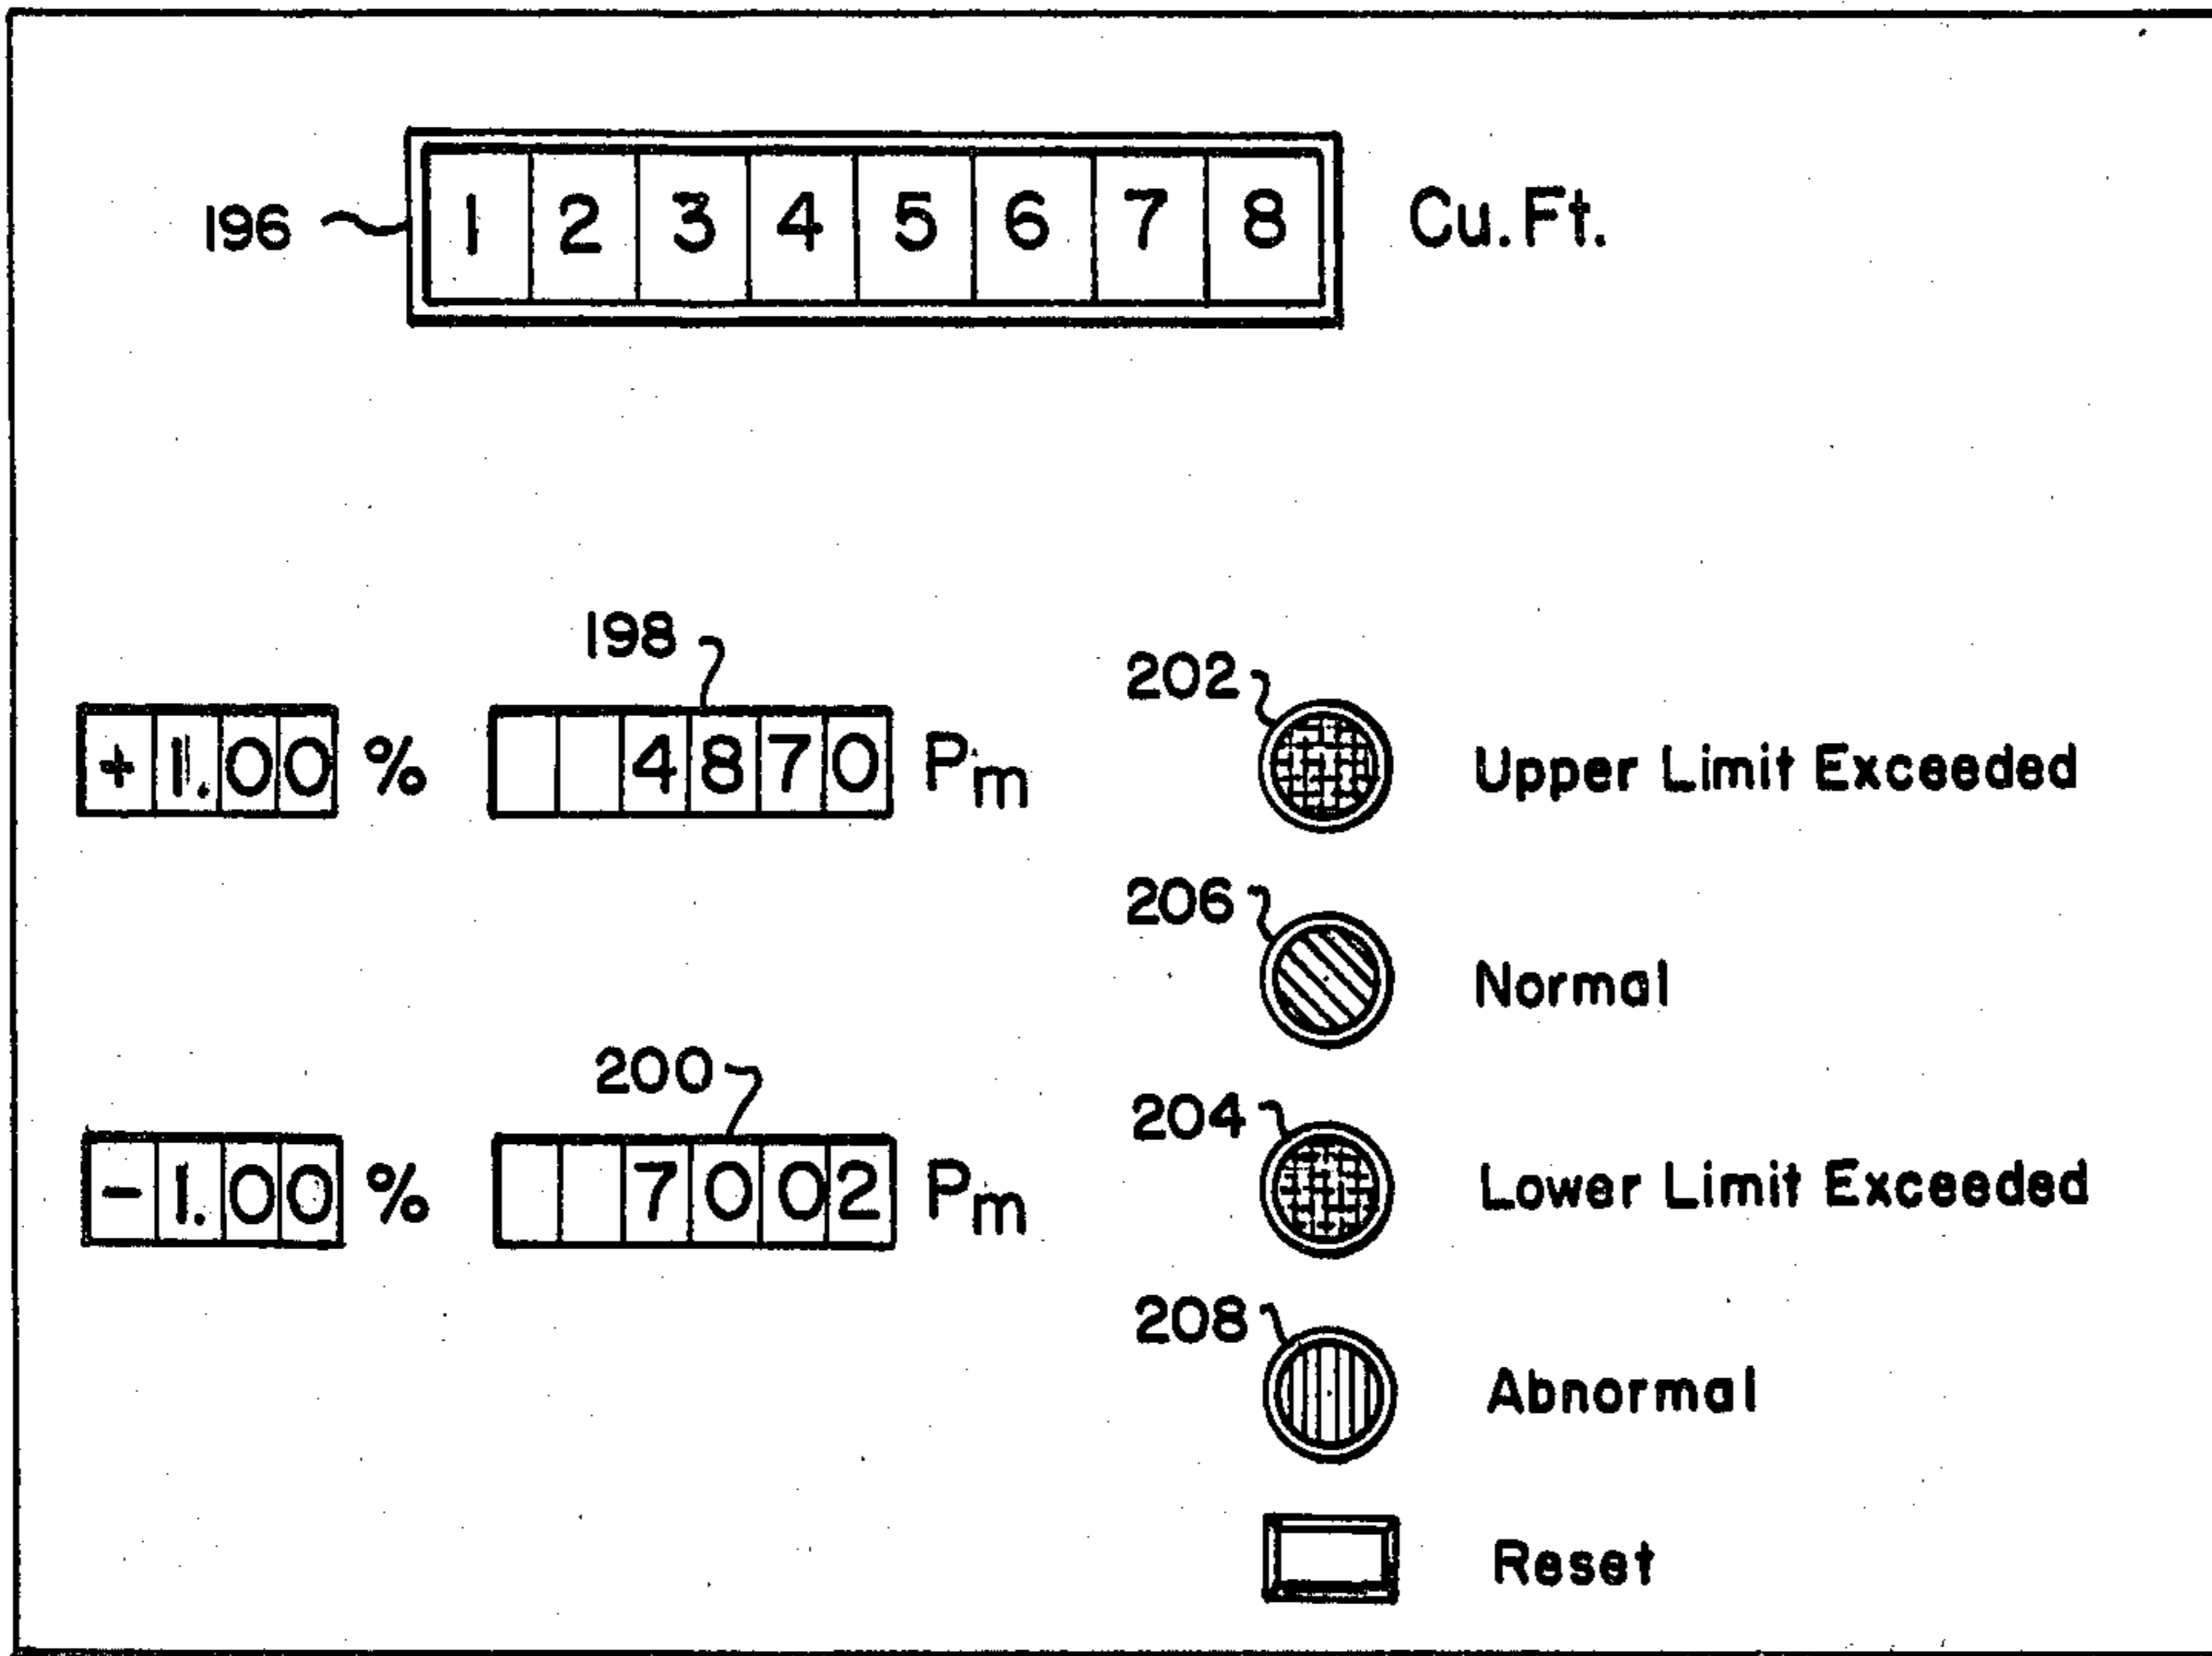 196 1 2 3 4 5 6 7 8 Cu.Ft.
198
202
+ 1.00 % 4870 Pm Upper Limit Exceeded
206
Normal
200
204
- 1.00 % 7002 Pm Lower Limit Exceeded
208
Abnormal
Reset